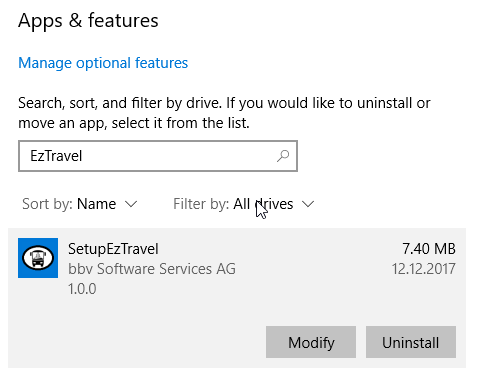 Apps & features
Manage optional features
Search, sort, and filter by drive. If you would like to uninstall or
move an app, select it from the list.
EzTravel
Sort by: Name Filter by: All drives
SetupEzTravel 7.40 MB
bbv Software Services AG 12.12.2017
1.0.0
Modify Uninstall